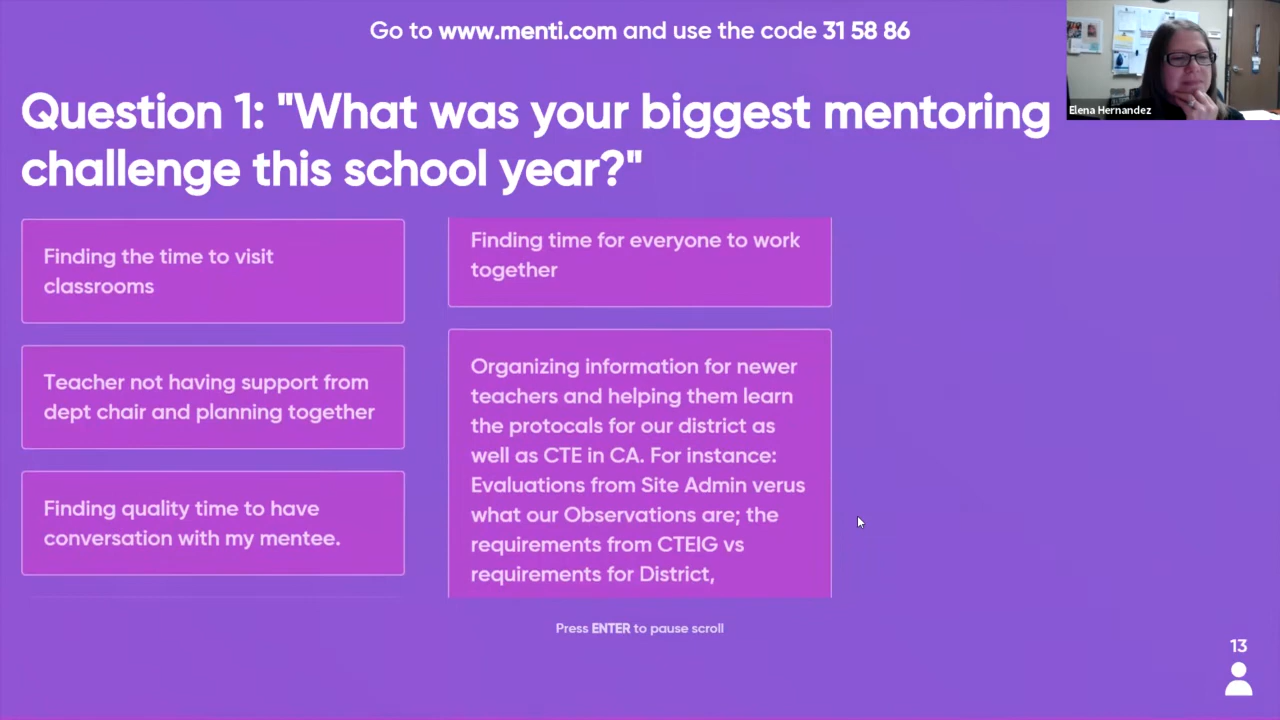 Go to www.menti.com and use the code 31 58 86
Elena Hernandez
Question 1: "What was your biggest mentoring
challenge this school year?"
Finding the time to visit
classrooms
Teacher not having support from
dept chair and planning together
Finding quality time to have
conversation with my mentee.
Finding time for everyone to work
together
Organizing information for newer
teachers and helping them learn
the protocals for our district as
well as CTE in CA. For instance:
Evaluations from Site Admin verus
what our Observations are; the
requirements from CTEIG vs
requirements for District,
Press ENTER to pause scroll
13